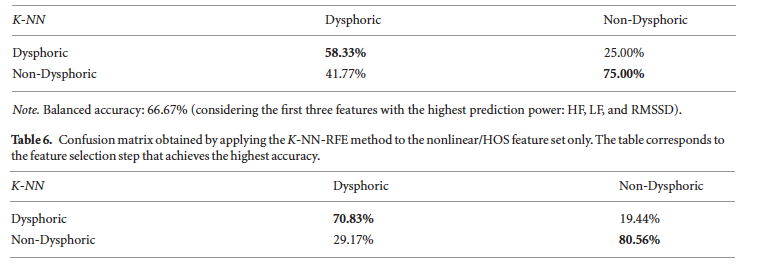 K-NN Dysphoric Non-Dysphoric
Dysphoric 58.33% 25.00%
Non-Dysphoric 41.77% 75.00%
Note. Balanced accuracy: 66.67% (considering the first three features with the highest prediction power: HF, LF, and RMSSD).
Table 6. Confusion matrix obtained by applying the K-NN-RFE method to the nonlinear/HOS feature set only. The table corresponds to
the feature selection step that achieves the highest accuracy.
K-NN Dysphoric Non-Dysphoric
Dysphoric 70.83% 19.44%
Non-Dysphoric 29.17% 80.56%